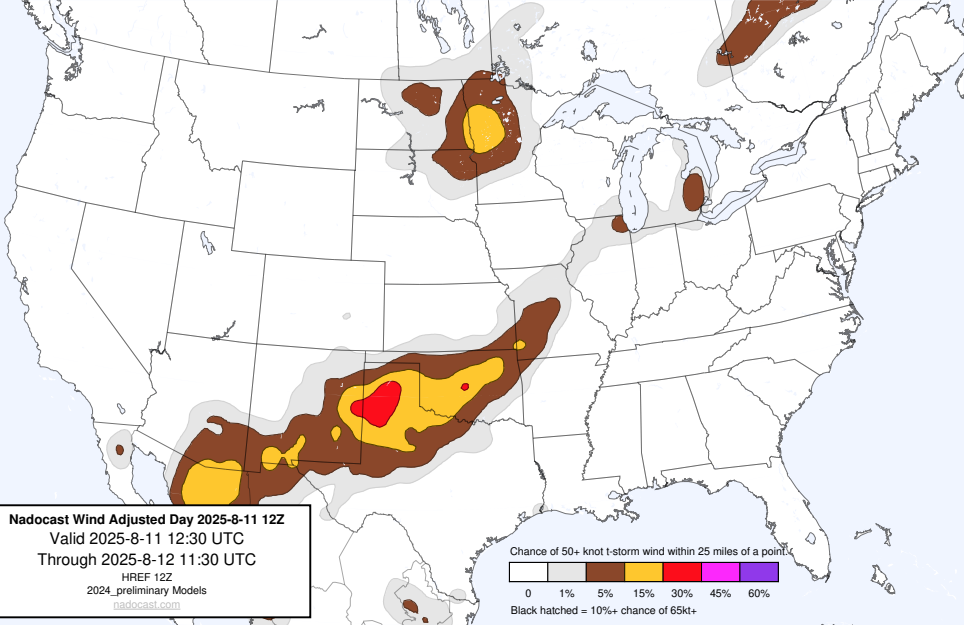 Nadocast Wind Adjusted Day 2025-8-11 12Z
Valid 2025-8-11 12:30 UTC
Through 2025-8-12 11:30 UTC
HREF 12Z
2024_preliminary Models
nadocast.com
Chance of 50+ knot t-storm wind within 25 miles of a point.
0 1% 5% 15% 30% 45% 60%
Black hatched = 10%+ chance of 65kt+